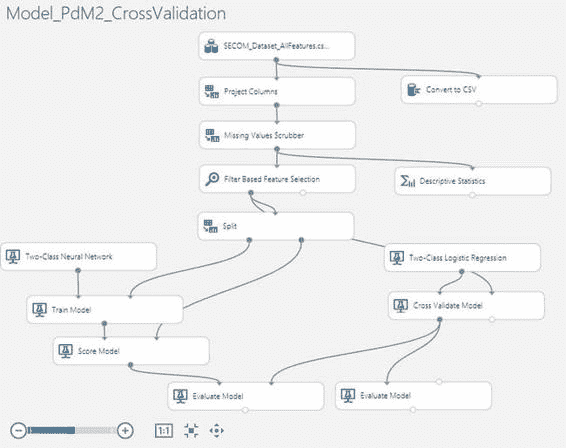 Model_PdM2_CrossValidation
SECOM_Dataset_AllFeatures.cs...
Project Columns
Convert to CSV
Missing Values Scrubber
Filter Based Feature Selection
Descriptive Statistics
Split
Two-Class Neural Network
Two-Class Logistic Regression
Train Model
Cross Validate Model
Score Model
Evaluate Model
Evaluate Model
1:1